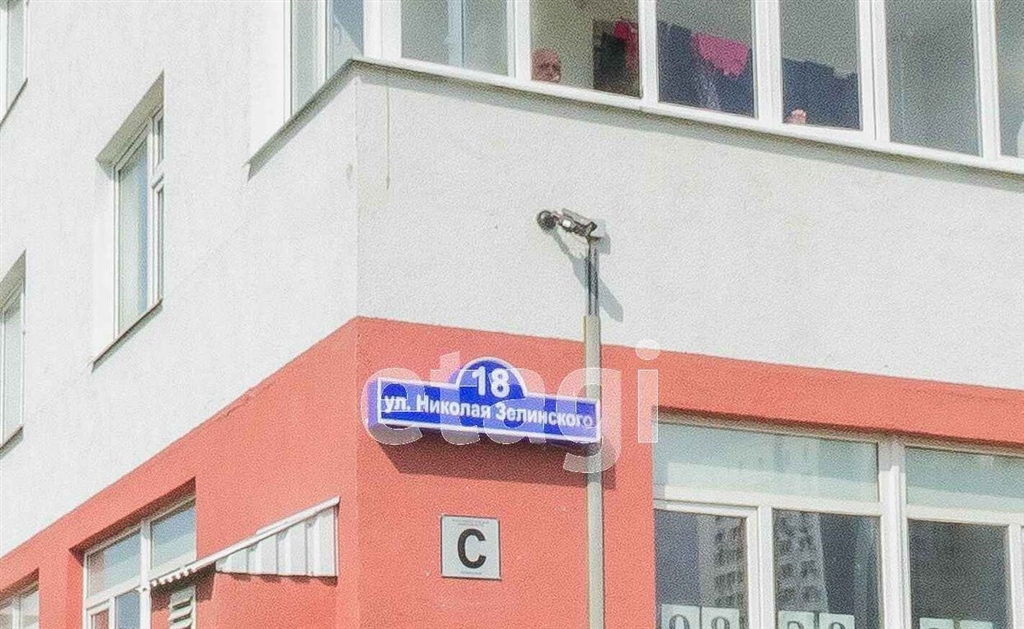 18
ул. Николая Зелинского
etagi
C